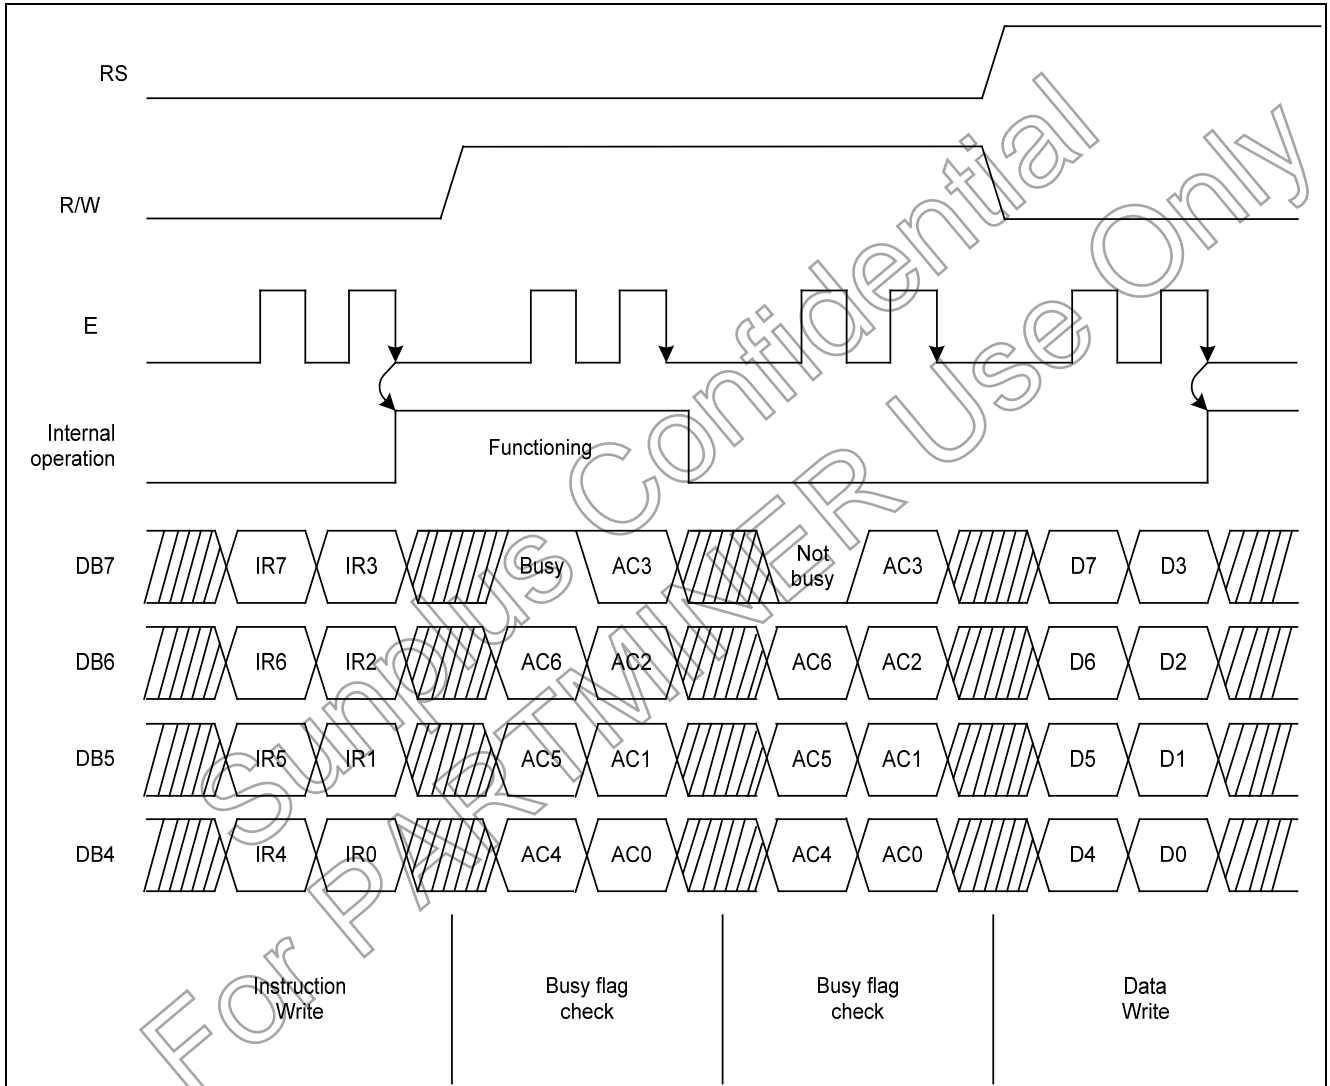 RS
R/W
E
Internal
operation
Functioning
DB7
IR7
IR3
Busy
AC3
Not
busy
AC3
D7
D3
DB6
IR6
IR2
AC6
AC2
AC6
AC2
D6
D2
DB5
IR5
IR1
AC5
AC1
AC5
AC1
D5
D1
DB4
IR4
IR0
AC4
AC0
AC4
AC0
D4
D0
Instruction
Write
Busy flag
check
Busy flag
check
Data
Write
Sunplus Confidential
For PARTMINER Use Only